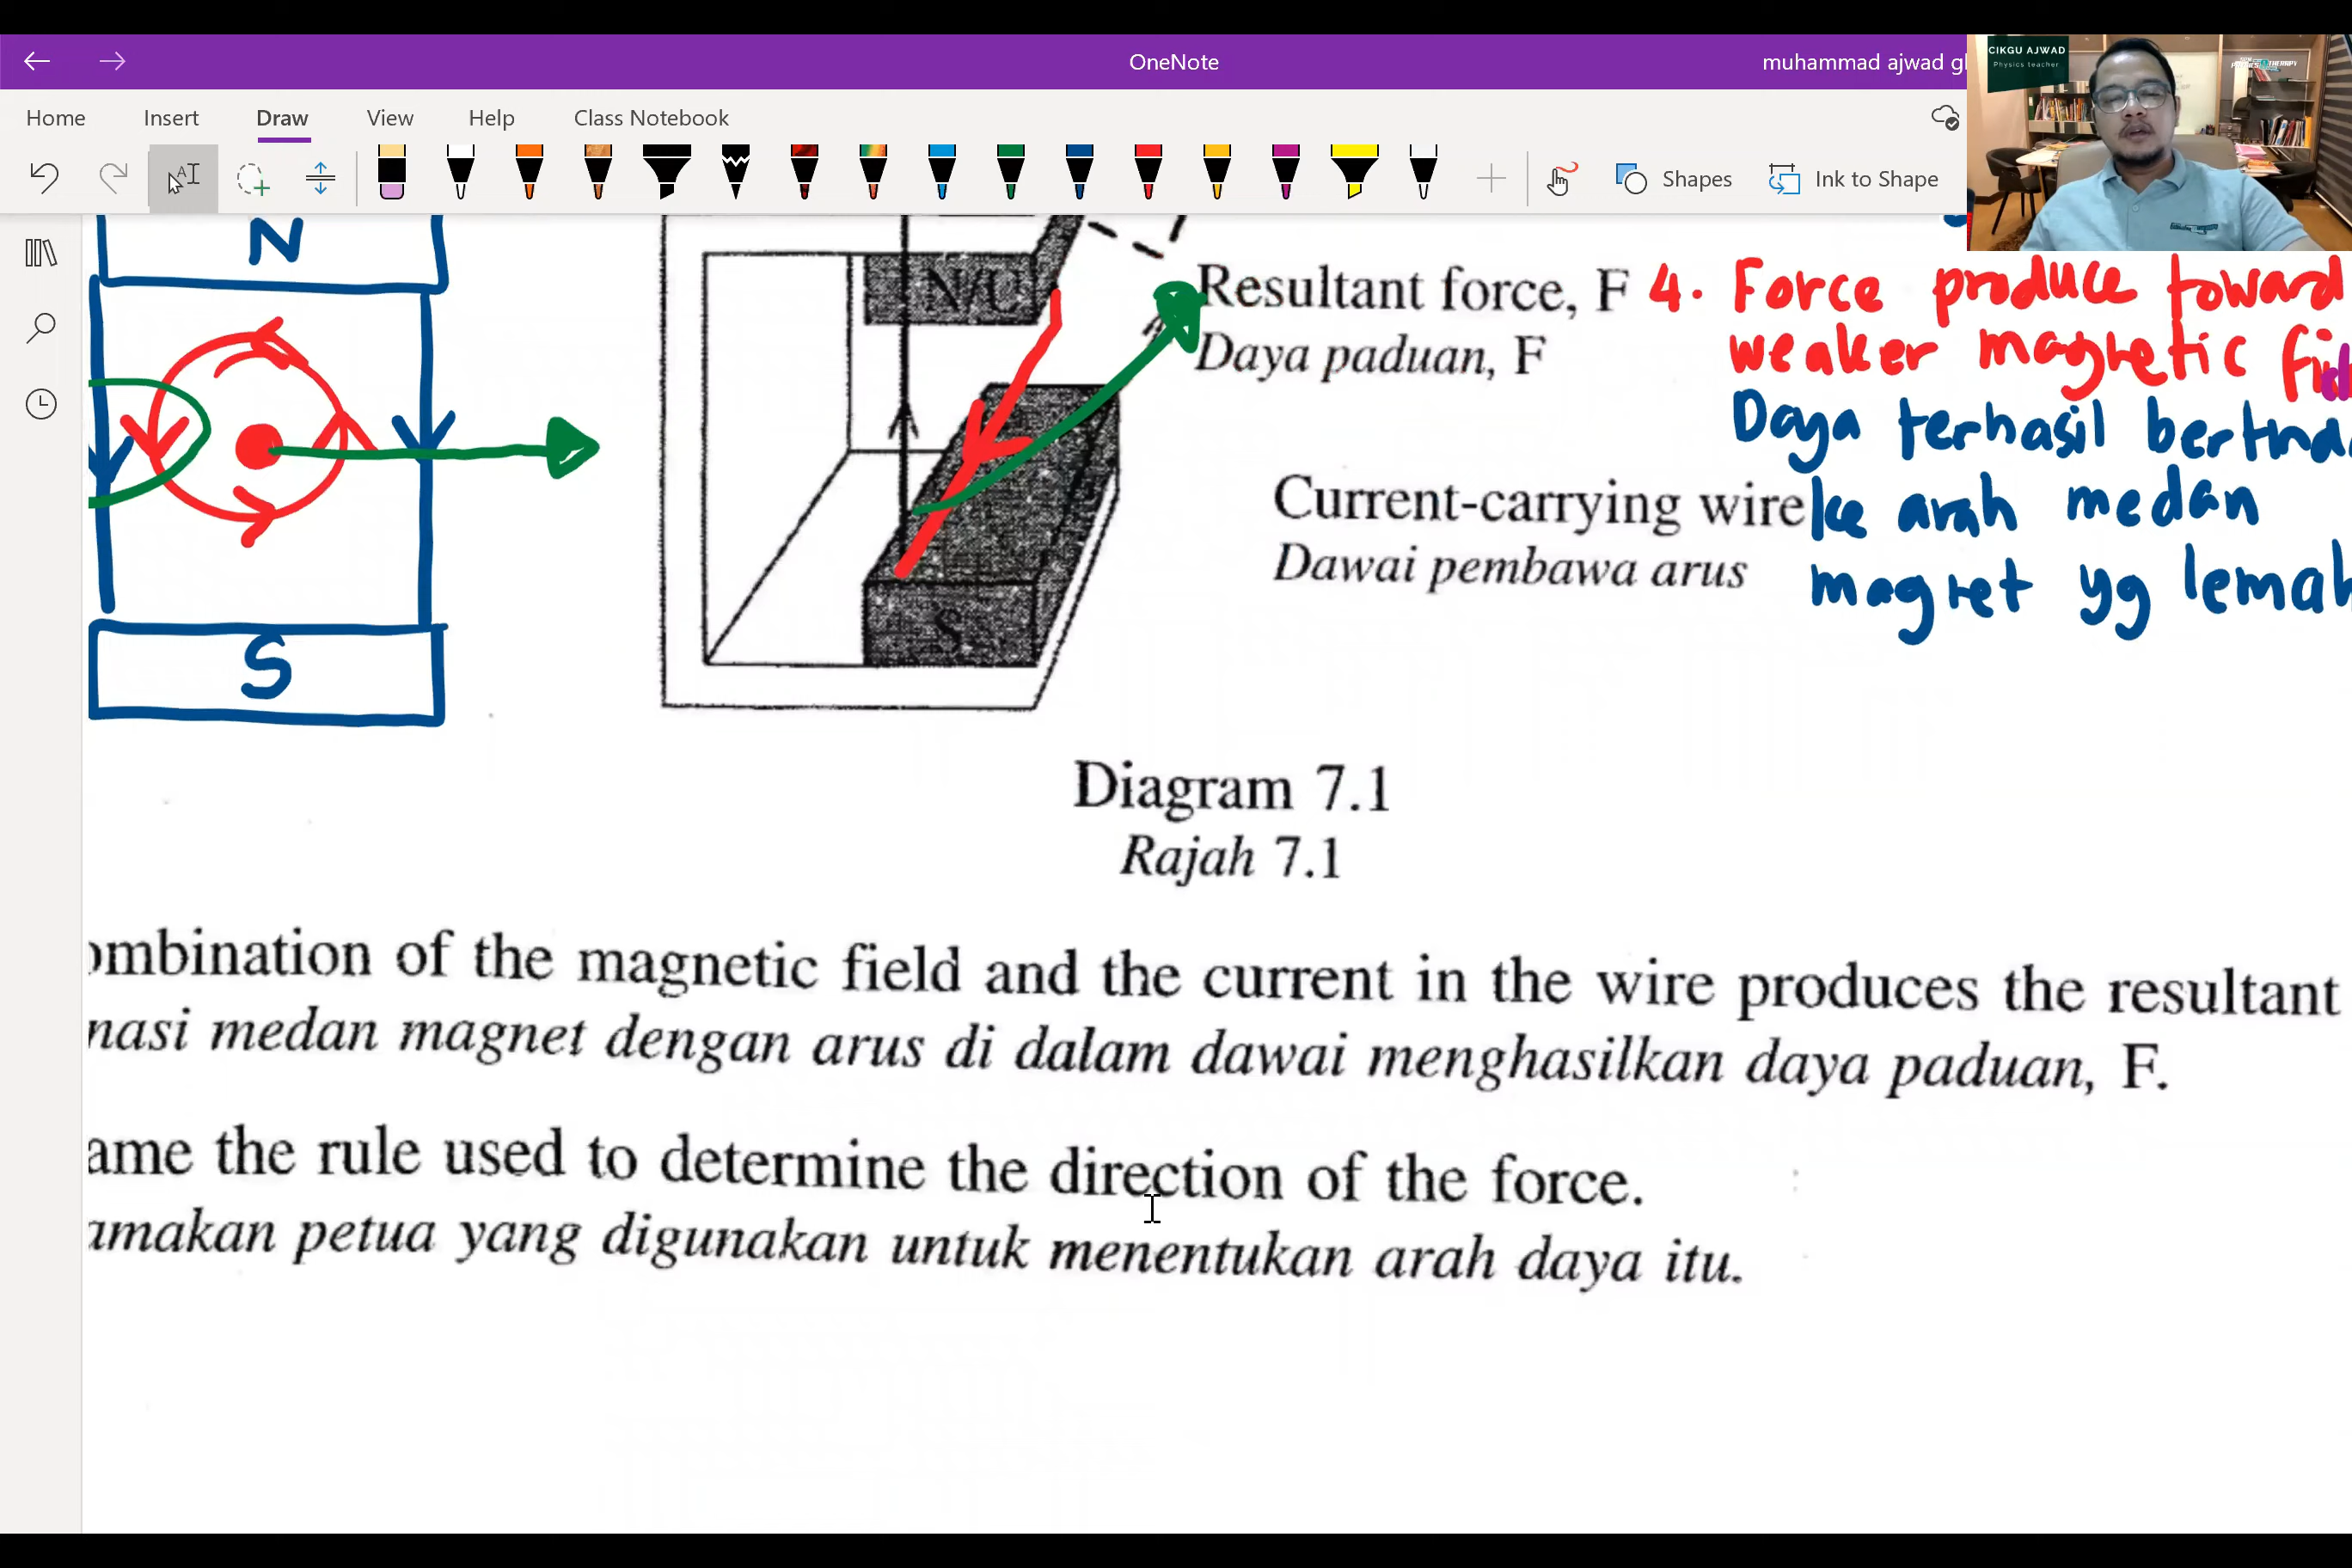 OneNote
muhammad ajwad gl
CIKGU AJWAD
Physics teacher
Home Insert Draw View Help Class Notebook
Shapes Ink to Shape
N
N/U
Resultant force, F
Daya paduan, F
4. Force produce toward
weaker magnetic
Daya terhasil
Current-carrying wire
Dawai pembawa arus
ke arah medan
magnet yg lemah
S
S
Diagram 7.1
Rajah 7.1
ombination of the magnetic field and the current in the wire produces the resultant
nasi medan magnet dengan arus di dalam dawai menghasilkan daya paduan, F.
ame the rule used to determine the direction of the force.
amakan petua yang digunakan untuk menentukan arah daya itu.